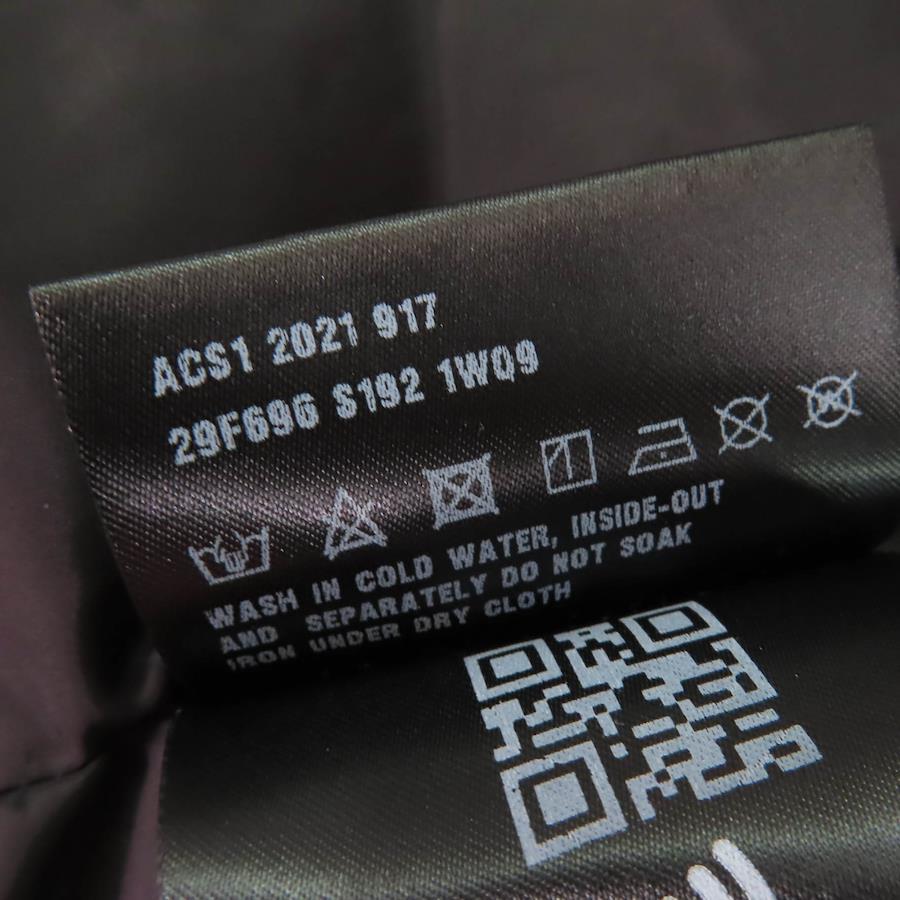 ACS1 2021 917
29F696 S192 1WQ9
WASH IN COLD WATER, INSIDE-OUT
AND SEPARATELY DO NOT SOAK
IRON UNDER DRY CLOTH